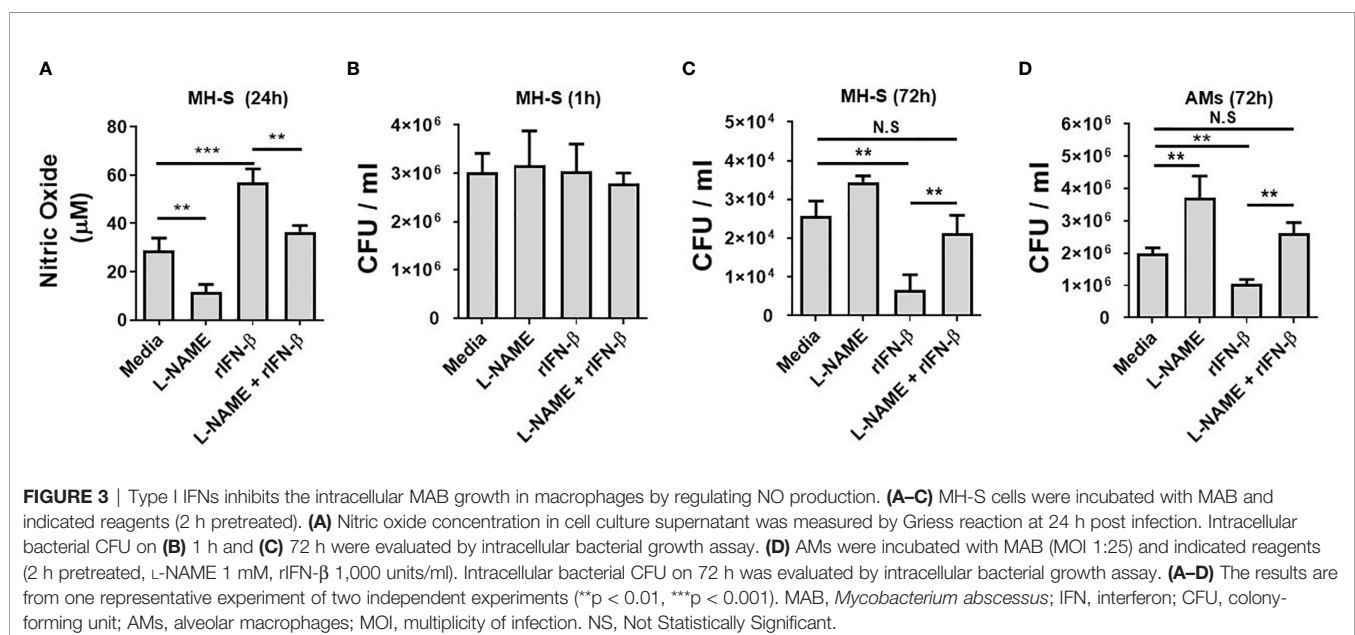 A
MH-S (24h)
Nitric Oxide
(μM)
80
60
40
20
0
***
**
**
Media
L-NAME
rIFN-β
L-NAME + rIFN-β
B
MH-S (1h)
CFU / ml
4×10⁶
3×10⁶
2×10⁶
1×10⁶
0
Media
L-NAME
rIFN-β
L-NAME + rIFN-β
C
MH-S (72h)
CFU / ml
5×10⁴
4×10⁴
3×10⁴
2×10⁴
1×10⁴
0
N.S
**
**
Media
L-NAME
rIFN-β
L-NAME + rIFN-β
D
AMs (72h)
CFU / ml
6×10⁶
5×10⁶
4×10⁶
3×10⁶
2×10⁶
1×10⁶
0
N.S
**
**
**
Media
L-NAME
rIFN-β
L-NAME + rIFN-β
FIGURE 3 | Type I IFNs inhibits the intracellular MAB growth in macrophages by regulating NO production. (A–C) MH-S cells were incubated with MAB and
indicated reagents (2 h pretreated). (A) Nitric oxide concentration in cell culture supernatant was measured by Griess reaction at 24 h post infection. Intracellular
bacterial CFU on (B) 1 h and (C) 72 h were evaluated by intracellular bacterial growth assay. (D) AMs were incubated with MAB (MOI 1:25) and indicated reagents
(2 h pretreated, L-NAME 1 mM, rIFN-β 1,000 units/ml). Intracellular bacterial CFU on 72 h was evaluated by intracellular bacterial growth assay. (A–D) The results are
from one representative experiment of two independent experiments (**p < 0.01, ***p < 0.001). MAB, Mycobacterium abscessus; IFN, interferon; CFU, colony-
forming unit; AMs, alveolar macrophages; MOI, multiplicity of infection. NS, Not Statistically Significant.